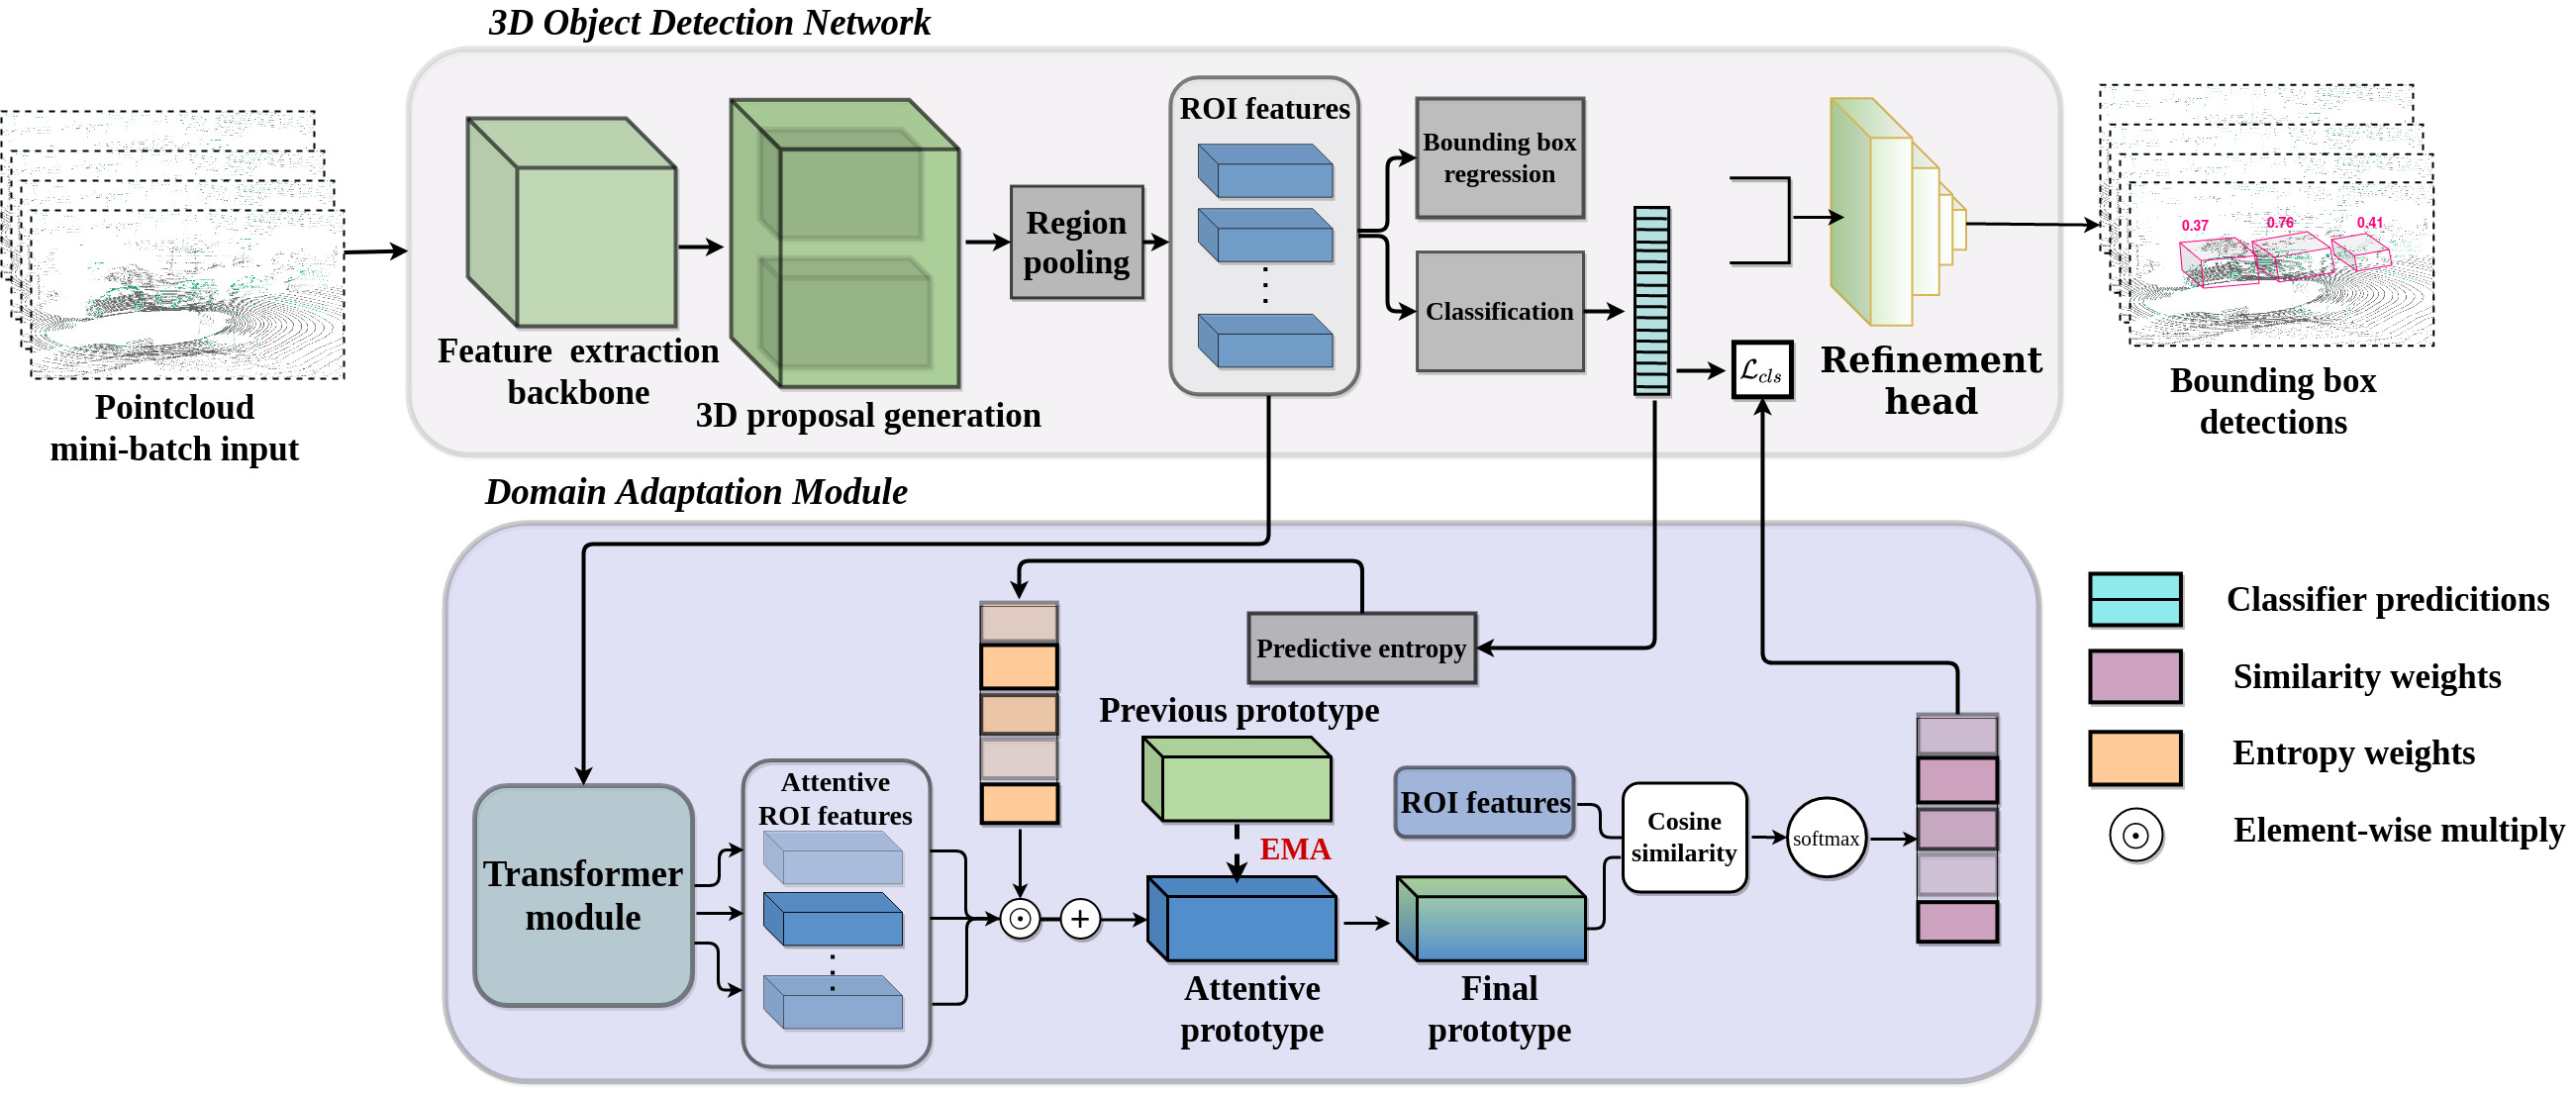 3D Object Detection Network
Pointcloud
mini-batch input
Feature extraction
backbone
3D proposal generation
Region
pooling
ROI features
Bounding box
regression
Classification
ℒcls
Refinement
head
0.37
0.76
0.41
Bounding box
detections
Domain Adaptation Module
Predictive entropy
Previous prototype
EMA
Transformer
module
Attentive
ROI features
+
Attentive
prototype
Final
prototype
ROI features
Cosine
similarity
softmax
Classifier predicitions
Similarity weights
Entropy weights
Element-wise multiply